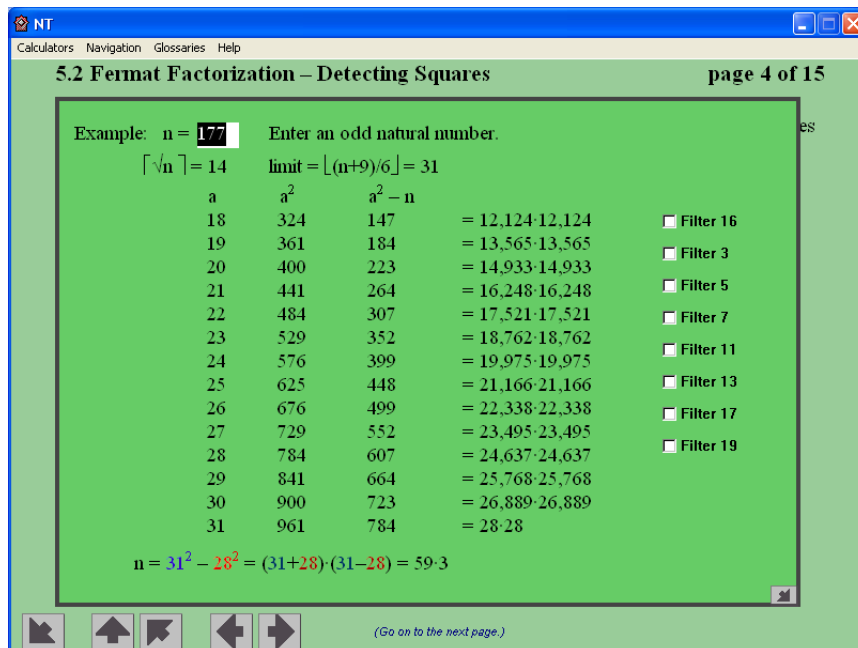 NT
Calculators Navigation Glossaries Help
5.2 Fermat Factorization – Detecting Squares page 4 of 15
es
Example: n = 177 Enter an odd natural number.
⌈√n⌉ = 14 limit = ⌊(n+9)/6⌋ = 31
a a² a² – n
18 324 147 = 12,124·12,124 Filter 16
19 361 184 = 13,565·13,565
20 400 223 = 14,933·14,933 Filter 3
21 441 264 = 16,248·16,248 Filter 5
22 484 307 = 17,521·17,521 Filter 7
23 529 352 = 18,762·18,762
24 576 399 = 19,975·19,975 Filter 11
25 625 448 = 21,166·21,166 Filter 13
26 676 499 = 22,338·22,338 Filter 17
27 729 552 = 23,495·23,495
28 784 607 = 24,637·24,637 Filter 19
29 841 664 = 25,768·25,768
30 900 723 = 26,889·26,889
31 961 784 = 28·28
n = 31² – 28² = (31+28)·(31–28) = 59·3
(Go on to the next page.)